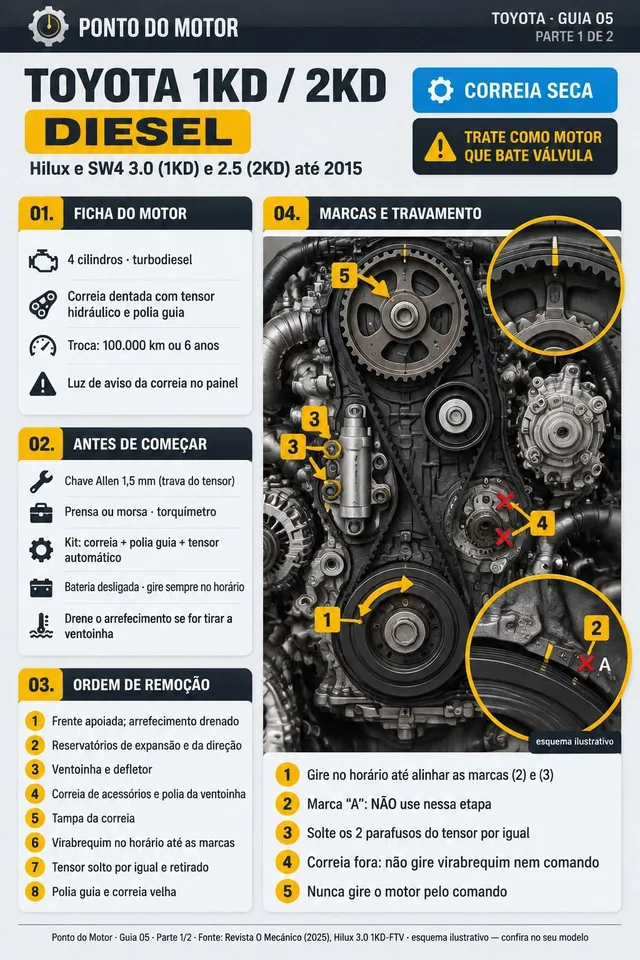 PONTO DO MOTOR
TOYOTA · GUIA 05
PARTE 1 DE 2
TOYOTA 1KD / 2KD
DIESEL
Hilux e SW4 3.0 (1KD) e 2.5 (2KD) até 2015
CORREIA SECA
TRATE COMO MOTOR
QUE BATE VÁLVULA
01. FICHA DO MOTOR
4 cilindros · turbodiesel
Correia dentada com tensor
hidráulico e polia guia
Troca: 100.000 km ou 6 anos
Luz de aviso da correia no painel
02. ANTES DE COMEÇAR
Chave Allen 1,5 mm (trava do tensor)
Prensa ou morsa · torquímetro
Kit: correia + polia guia + tensor
automático
Bateria desligada · gire sempre no horário
Drene o arrefecimento se for tirar a
ventoinha
03. ORDEM DE REMOÇÃO
1 Frente apoiada; arrefecimento drenado
2 Reservatórios de expansão e da direção
3 Ventoinha e defletor
4 Correia de acessórios e polia da ventoinha
5 Tampa da correia
6 Virabrequim no horário até as marcas
7 Tensor solto por igual e retirado
8 Polia guia e correia velha
04. MARCAS E TRAVAMENTO
5
3
3
4
1
2
A
esquema ilustrativo
1 Gire no horário até alinhar as marcas (2) e (3)
2 Marca "A": NÃO use nessa etapa
3 Solte os 2 parafusos do tensor por igual
4 Correia fora: não gire virabrequim nem comando
5 Nunca gire o motor pelo comando
Ponto do Motor · Guia 05 · Parte 1/2 · Fonte: Revista O Mecánico (2025), Hilux 3.0 1KD-FTV · esquema ilustrativo — confira no seu modelo